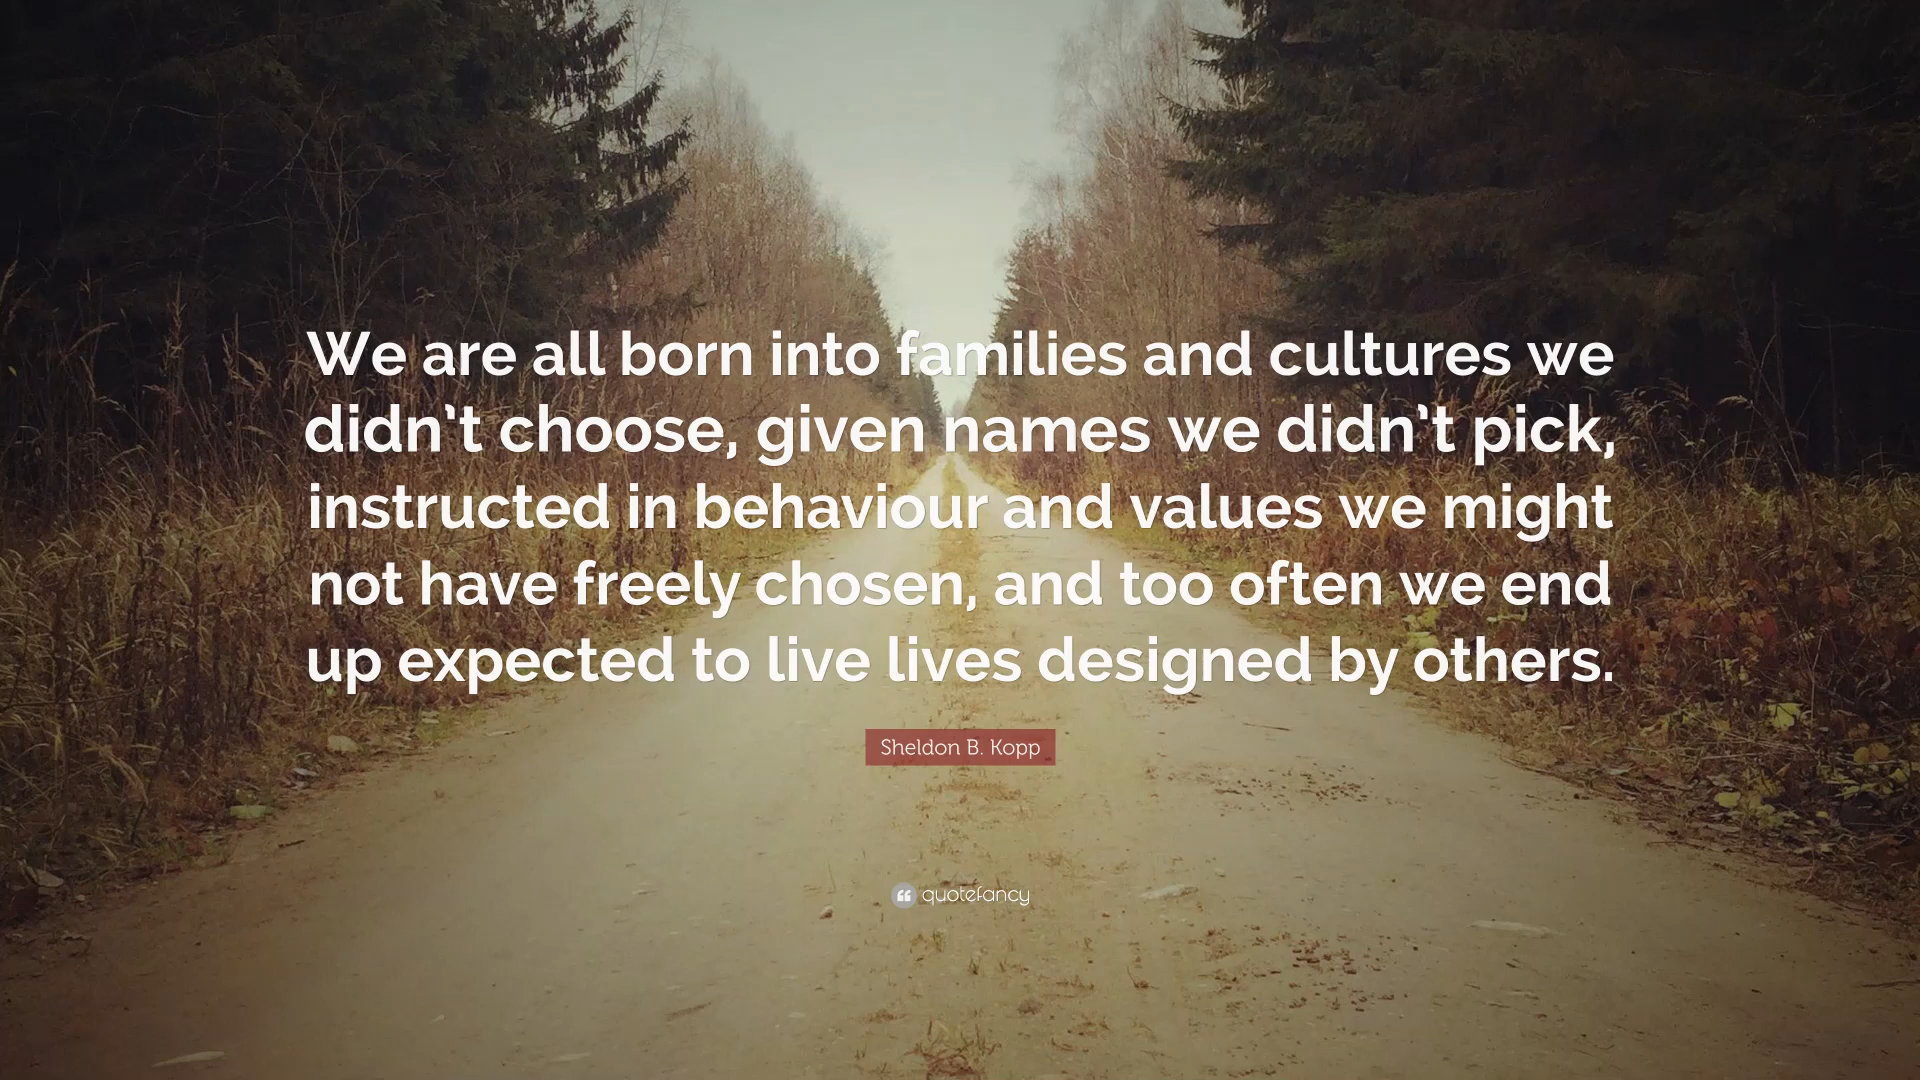 We are all born into families and cultures we
didn’t choose, given names we didn’t pick,
instructed in behaviour and values we might
not have freely chosen, and too often we end
up expected to live lives designed by others.
Sheldon B. Kopp
quotefancy